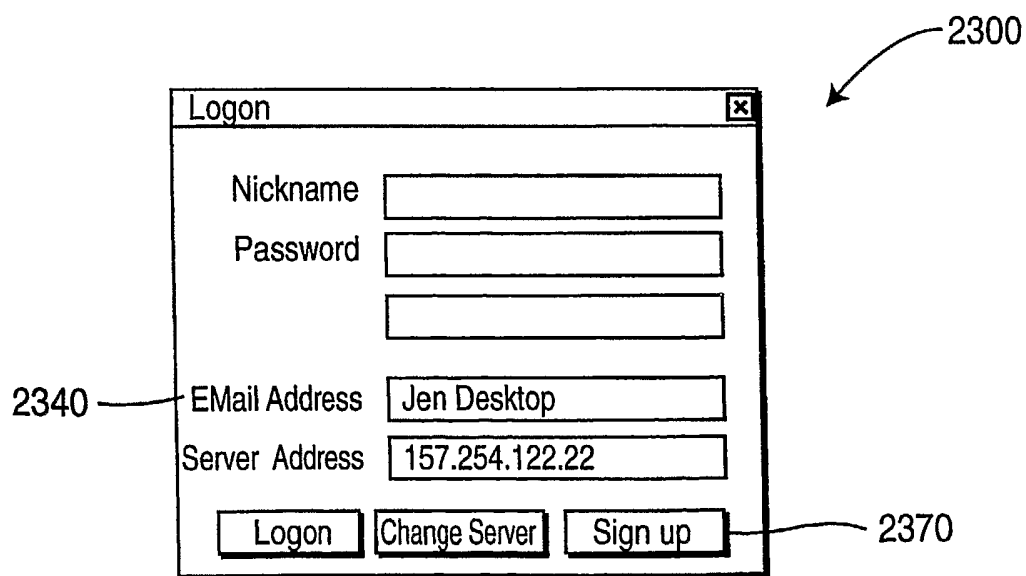 2300
Logon
Nickname
Password
2340
EMail Address Jen Desktop
Server Address 157.254.122.22
Logon Change Server Sign up
2370